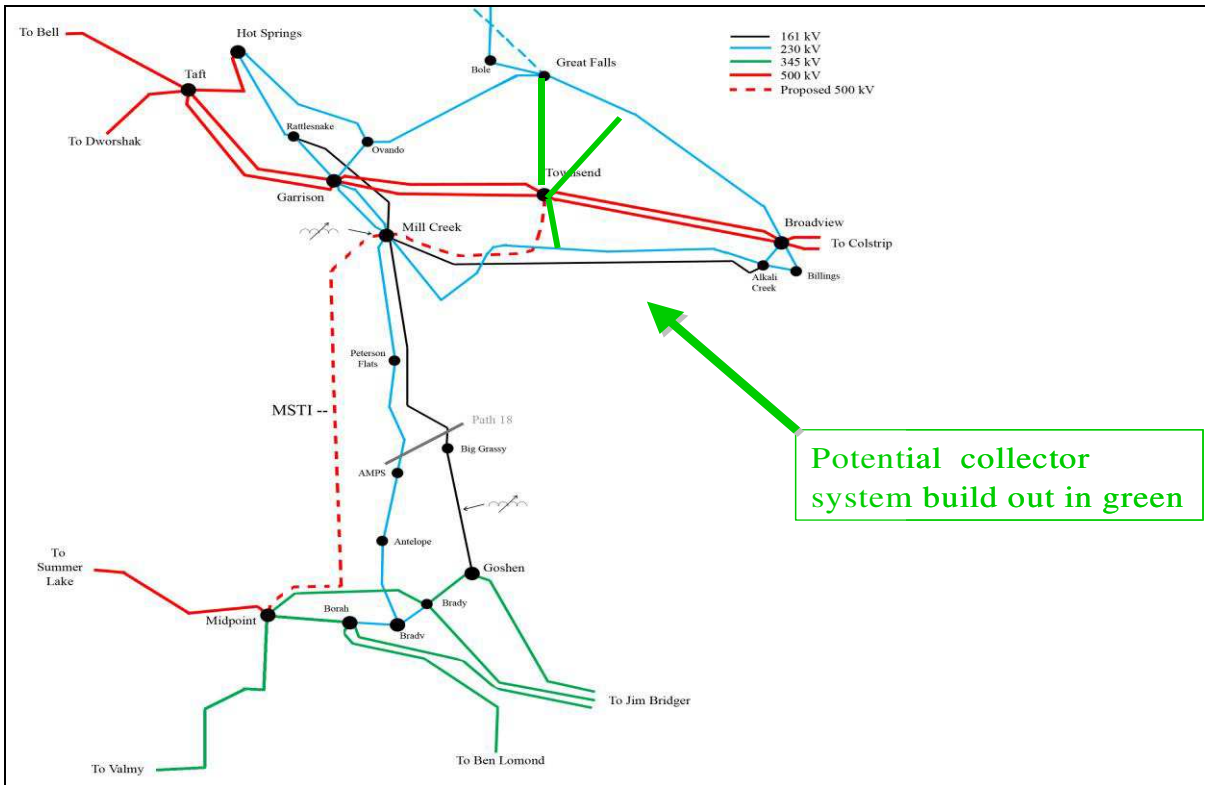 To Bell
Hot Springs
Taft
To Dworshak
Rattlesnake
Ovando
Garrison
Mill Creek
Bole
Great Falls
Townsend
161 kV
230 kV
345 kV
500 kV
Proposed 500 kV
Broadview
To Colstrip
Alkali
Creek
Billings
Peterson
Flats
MSTI --
Path 18
Big Grassy
AMPS
Antelope
Goshen
To
Summer
Lake
Midpoint
Borah
Brady
Brady
To Jim Bridger
To Ben Lomond
To Valmy
Potential collector
system build out in green